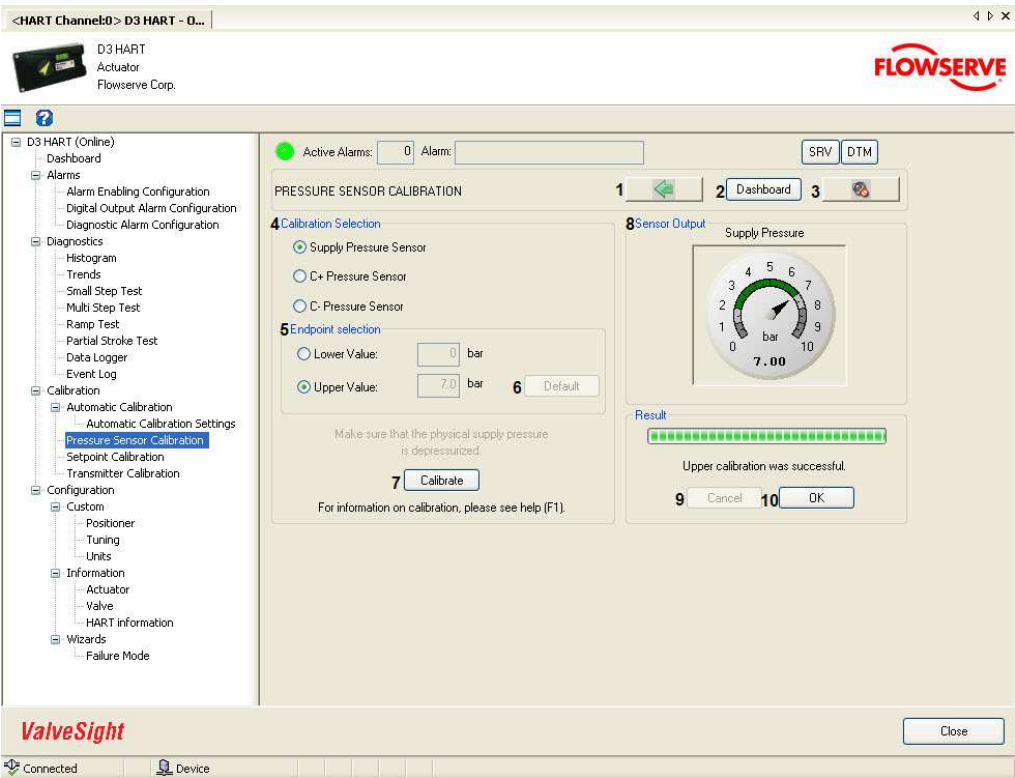 <HART Channel:0> D3 HART - O...
D3 HART
Actuator
Flowserve Corp.
FLOWSERVE
D3 HART (Online)
Dashboard
Alarms
Alarm Enabling Configuration
Digital Output Alarm Configuration
Diagnostic Alarm Configuration
Diagnostics
Histogram
Trends
Small Step Test
Multi Step Test
Ramp Test
Partial Stroke Test
Data Logger
Event Log
Calibration
Automatic Calibration
Automatic Calibration Settings
Pressure Sensor Calibration
Setpoint Calibration
Transmitter Calibration
Configuration
Custom
Positioner
Tuning
Units
Information
Actuator
Valve
HART information
Wizards
Failure Mode
Active Alarms: 0 Alarm: SRV DTM
PRESSURE SENSOR CALIBRATION 1 2 Dashboard 3
4 Calibration Selection
Supply Pressure Sensor
C+ Pressure Sensor
C- Pressure Sensor
5 Endpoint selection
Lower Value: 0 bar
Upper Value: 7.0 bar 6 Default
Make sure that the physical supply pressure
is depressurized.
7 Calibrate
For information on calibration, please see help (F1).
8 Sensor Output
Supply Pressure
0 1 2 3 4 5 6 7 8 9 10
bar
7.00
Result
Upper calibration was successful.
9 Cancel 10 OK
ValveSight
Close
Connected Device